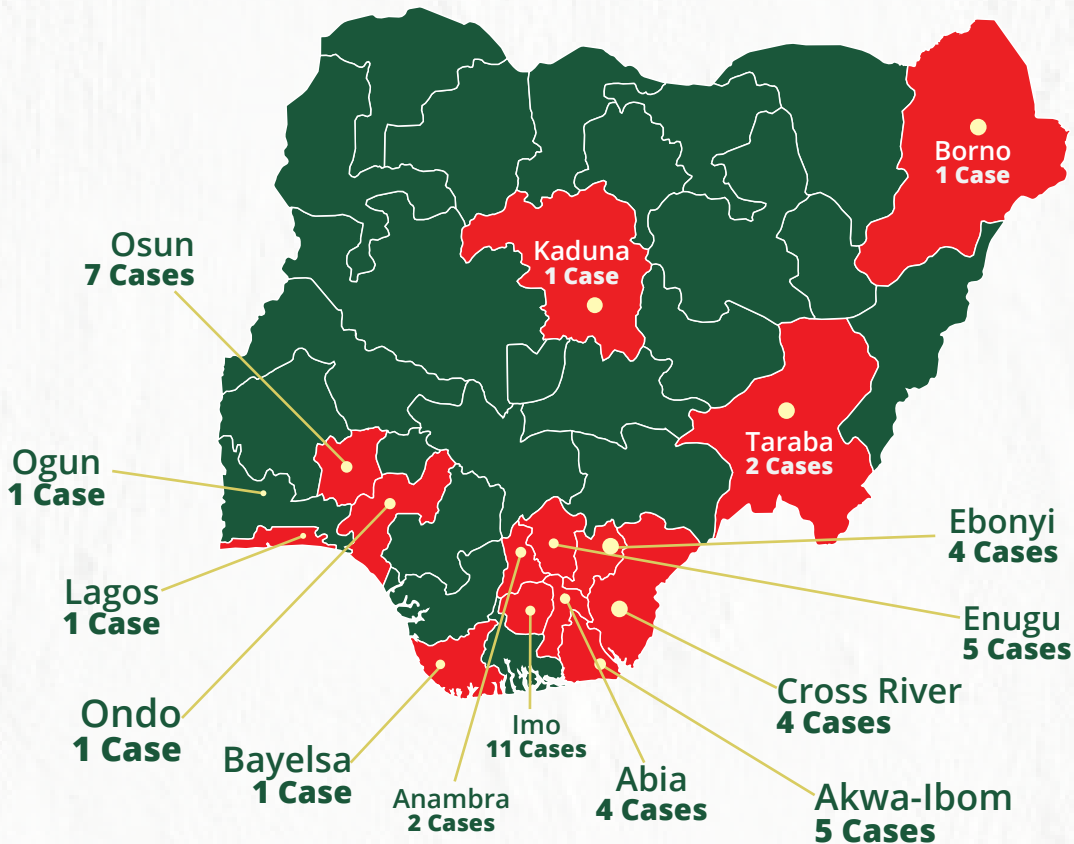 Borno
1 Case
Osun
7 Cases
Kaduna
1 Case
Taraba
2 Cases
Ogun
1 Case
Ebonyi
4 Cases
Lagos
1 Case
Enugu
5 Cases
Cross River
4 Cases
Ondo
1 Case
Imo
11 Cases
Bayelsa
1 Case
Abia
4 Cases
Anambra
2 Cases
Akwa-Ibom
5 Cases